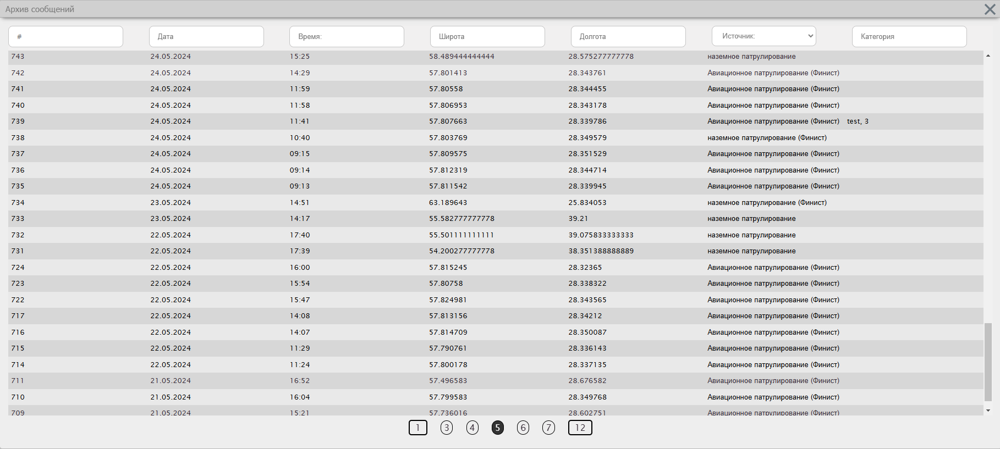 Архив сообщений
# Дата Время: Широта Долгота Источник: Категория
743 24.05.2024 15:25 58.489444444444 28.575277777778 наземное патрулирование
742 24.05.2024 14:29 57.801413 28.343761 Авиационное патрулирование (Финист)
741 24.05.2024 11:59 57.80558 28.344455 Авиационное патрулирование (Финист)
740 24.05.2024 11:58 57.806953 28.343178 Авиационное патрулирование (Финист)
739 24.05.2024 11:41 57.807663 28.339786 Авиационное патрулирование (Финист) test, 3
738 24.05.2024 10:40 57.803769 28.349579 наземное патрулирование (Финист)
737 24.05.2024 09:15 57.809575 28.351529 Авиационное патрулирование (Финист)
736 24.05.2024 09:14 57.812319 28.344714 Авиационное патрулирование (Финист)
735 24.05.2024 09:13 57.811542 28.339945 Авиационное патрулирование (Финист)
734 23.05.2024 14:51 63.189643 25.834053 наземное патрулирование (Финист)
733 23.05.2024 14:17 55.582777777778 39.21 наземное патрулирование
732 22.05.2024 17:40 55.501111111111 39.075833333333 наземное патрулирование
731 22.05.2024 17:39 54.200277777778 38.351388888889 наземное патрулирование
724 22.05.2024 16:00 57.815245 28.32365 Авиационное патрулирование (Финист)
723 22.05.2024 15:54 57.80758 28.338322 Авиационное патрулирование (Финист)
722 22.05.2024 15:47 57.824981 28.343565 Авиационное патрулирование (Финист)
717 22.05.2024 14:08 57.813156 28.34212 Авиационное патрулирование (Финист)
716 22.05.2024 14:07 57.814709 28.350087 Авиационное патрулирование (Финист)
715 22.05.2024 11:29 57.790761 28.336143 Авиационное патрулирование (Финист)
714 22.05.2024 11:24 57.800178 28.337135 Авиационное патрулирование (Финист)
711 21.05.2024 16:52 57.496583 28.676582 Авиационное патрулирование (Финист)
710 21.05.2024 16:04 57.799583 28.349768 Авиационное патрулирование (Финист)
709 21.05.2024 15:21 57.736016 28.602751 Авиационное патрулирование (Финист)
1 3 4 5 6 7 12